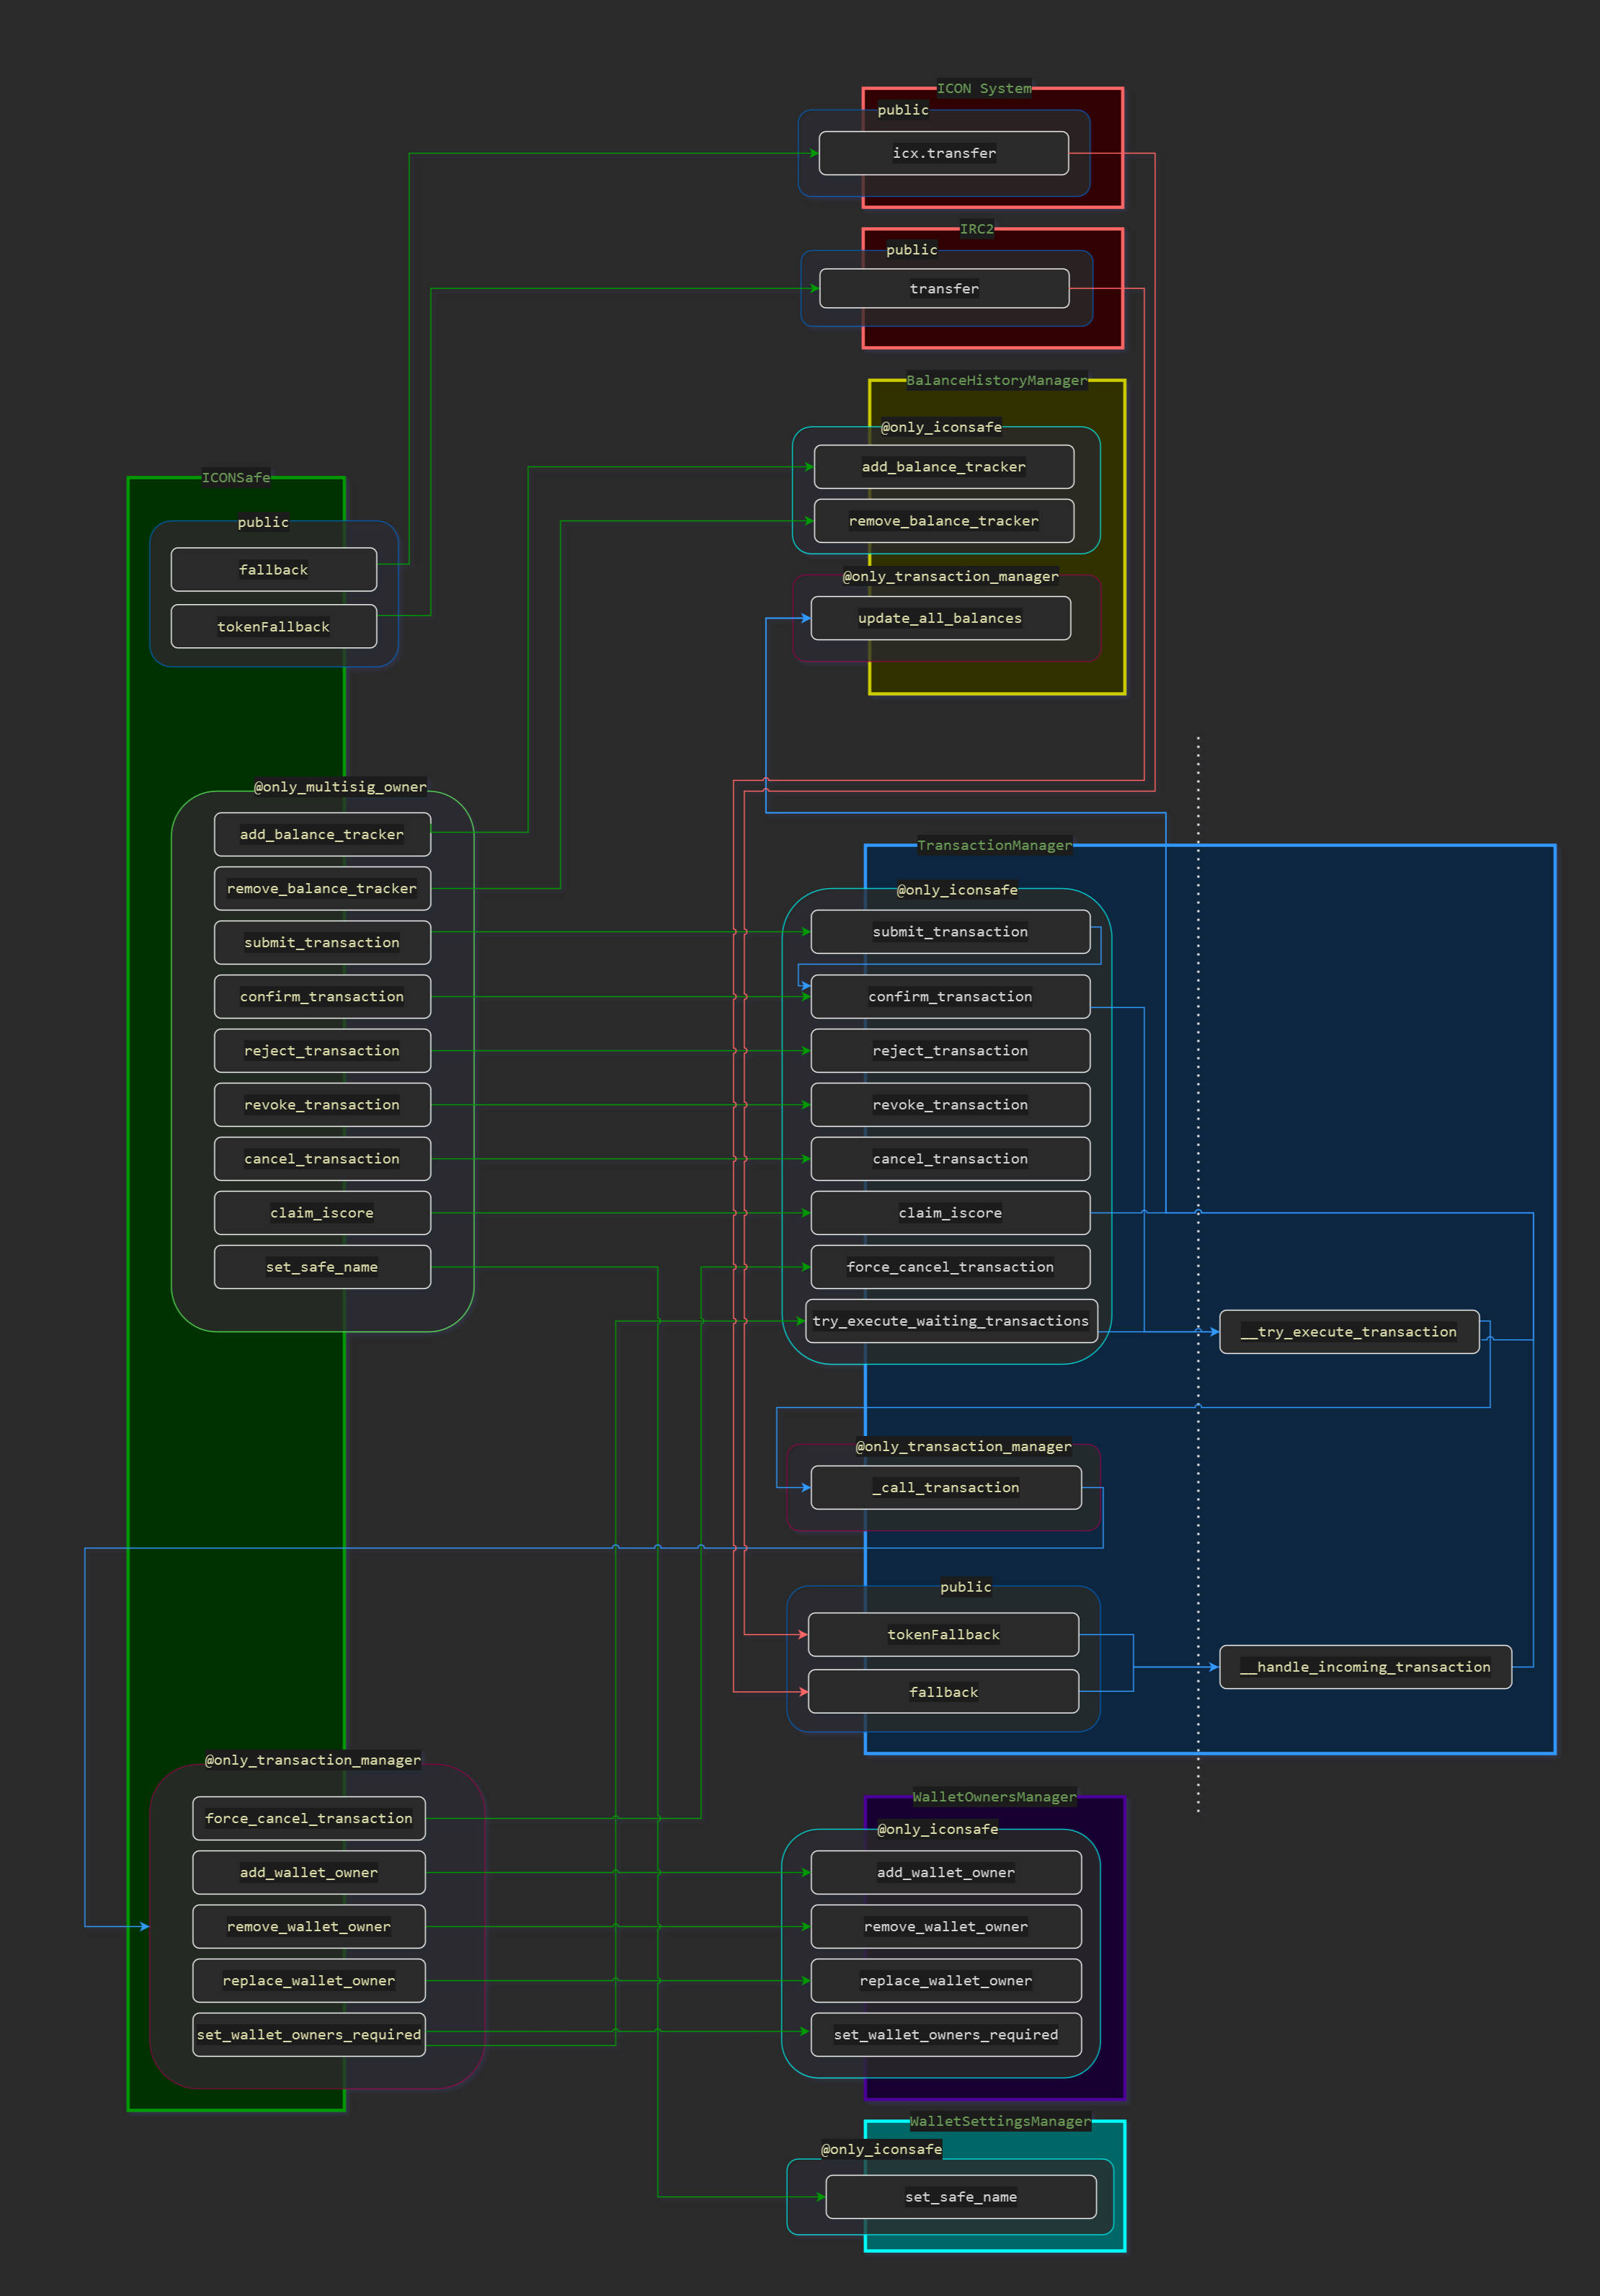 ICON System
public
icx.transfer
IRC2
public
transfer
BalanceHistoryManager
@only_iconsafe
add_balance_tracker
remove_balance_tracker
@only_transaction_manager
update_all_balances
ICONSafe
public
fallback
tokenFallback
@only_multisig_owner
add_balance_tracker
remove_balance_tracker
submit_transaction
confirm_transaction
reject_transaction
revoke_transaction
cancel_transaction
claim_iscore
set_safe_name
TransactionManager
@only_iconsafe
submit_transaction
confirm_transaction
reject_transaction
revoke_transaction
cancel_transaction
claim_iscore
force_cancel_transaction
try_execute_waiting_transactions
__try_execute_transaction
@only_transaction_manager
_call_transaction
public
tokenFallback
fallback
__handle_incoming_transaction
@only_transaction_manager
force_cancel_transaction
add_wallet_owner
remove_wallet_owner
replace_wallet_owner
set_wallet_owners_required
WalletOwnersManager
@only_iconsafe
add_wallet_owner
remove_wallet_owner
replace_wallet_owner
set_wallet_owners_required
WalletSettingsManager
@only_iconsafe
set_safe_name